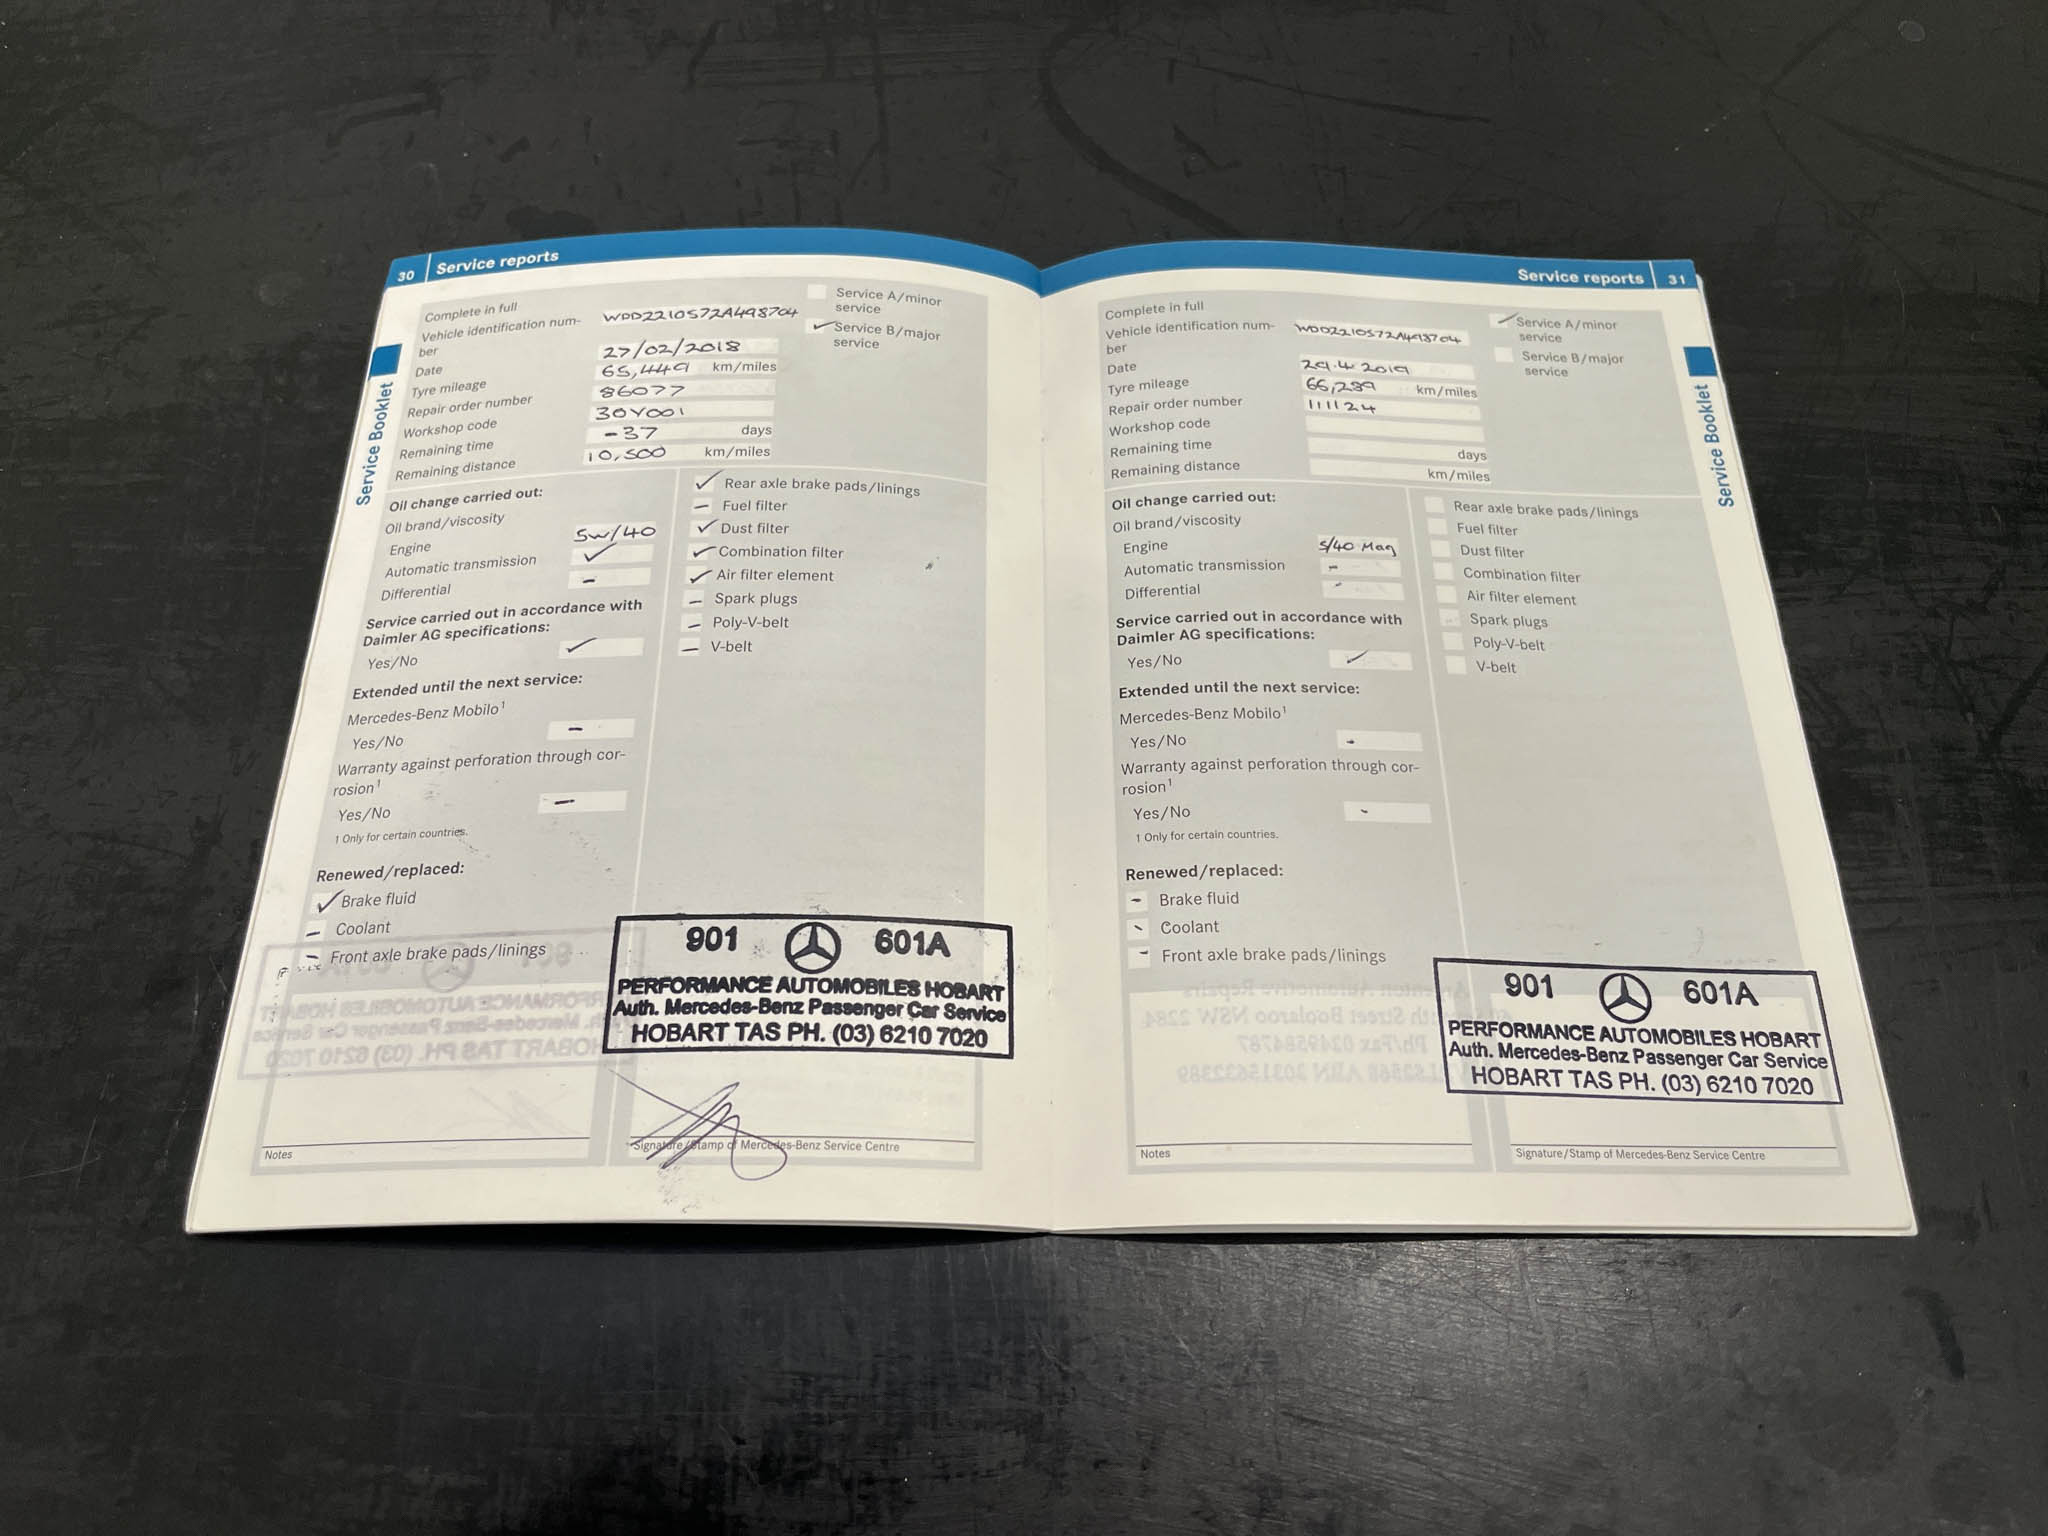 30 Service reports
Complete in full
Vehicle identification num-
ber WDD2210572A498704
Date 27/02/2018
Tyre mileage 65,449 km/miles
Repair order number 86077
Workshop code 30Y001
Remaining time -37 days
Remaining distance 10,500 km/miles
Service A/minor
service
✓ Service B/major
service
Service Booklet
Oil change carried out:
Oil brand/viscosity
Engine 5w/40
Automatic transmission ✓
Differential –
Service carried out in accordance with
Daimler AG specifications:
Yes/No ✓
Extended until the next service:
Mercedes-Benz Mobilo¹
Yes/No –
Warranty against perforation through cor-
rosion¹
Yes/No –
1 Only for certain countries.
Renewed/replaced:
✓ Brake fluid
– Coolant
– Front axle brake pads/linings
✓ Rear axle brake pads/linings
– Fuel filter
✓ Dust filter
✓ Combination filter
✓ Air filter element
– Spark plugs
– Poly-V-belt
– V-belt
901 601A
PERFORMANCE AUTOMOBILES HOBART
Auth. Mercedes-Benz Passenger Car Service
HOBART TAS PH. (03) 6210 7020
Notes
Signature/Stamp of Mercedes-Benz Service Centre
Service reports 31
Complete in full
Vehicle identification num-
ber WDD2210572A498704
Date 29.4.2019
Tyre mileage 66,289 km/miles
Repair order number 111124
Workshop code
Remaining time days
Remaining distance km/miles
✓ Service A/minor
service
Service B/major
service
Service Booklet
Oil change carried out:
Oil brand/viscosity
Engine 5/40 Mag
Automatic transmission –
Differential –
Service carried out in accordance with
Daimler AG specifications:
Yes/No ✓
Extended until the next service:
Mercedes-Benz Mobilo¹
Yes/No –
Warranty against perforation through cor-
rosion¹
Yes/No –
1 Only for certain countries.
Renewed/replaced:
– Brake fluid
– Coolant
– Front axle brake pads/linings
Rear axle brake pads/linings
Fuel filter
Dust filter
Combination filter
Air filter element
Spark plugs
Poly-V-belt
V-belt
901 601A
PERFORMANCE AUTOMOBILES HOBART
Auth. Mercedes-Benz Passenger Car Service
HOBART TAS PH. (03) 6210 7020
Notes
Signature/Stamp of Mercedes-Benz Service Centre